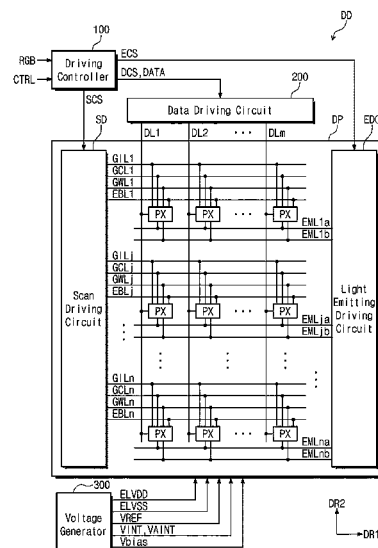 DD
100
RGB
CTRL
Driving
Controller
ECS
DCS,DATA
SCS
200
Data Driving Circuit
SD
DL1 DL2 ... DLm
DP
EDC
GIL1
GCL1
GWL1
EBL1
PX PX ... PX
EML1a
EML1b
GILj
GCLj
GWLj
EBLj
PX PX ... PX
EMLja
EMLjb
Scan
Driving
Circuit
Light
Emitting
Driving
Circuit
GILn
GCLn
GWLn
EBLn
PX PX ... PX
EMLna
EMLnb
300
Voltage
Generator
ELVDD
ELVSS
VREF
VINT,VAINT
Vbias
DR2
DR1